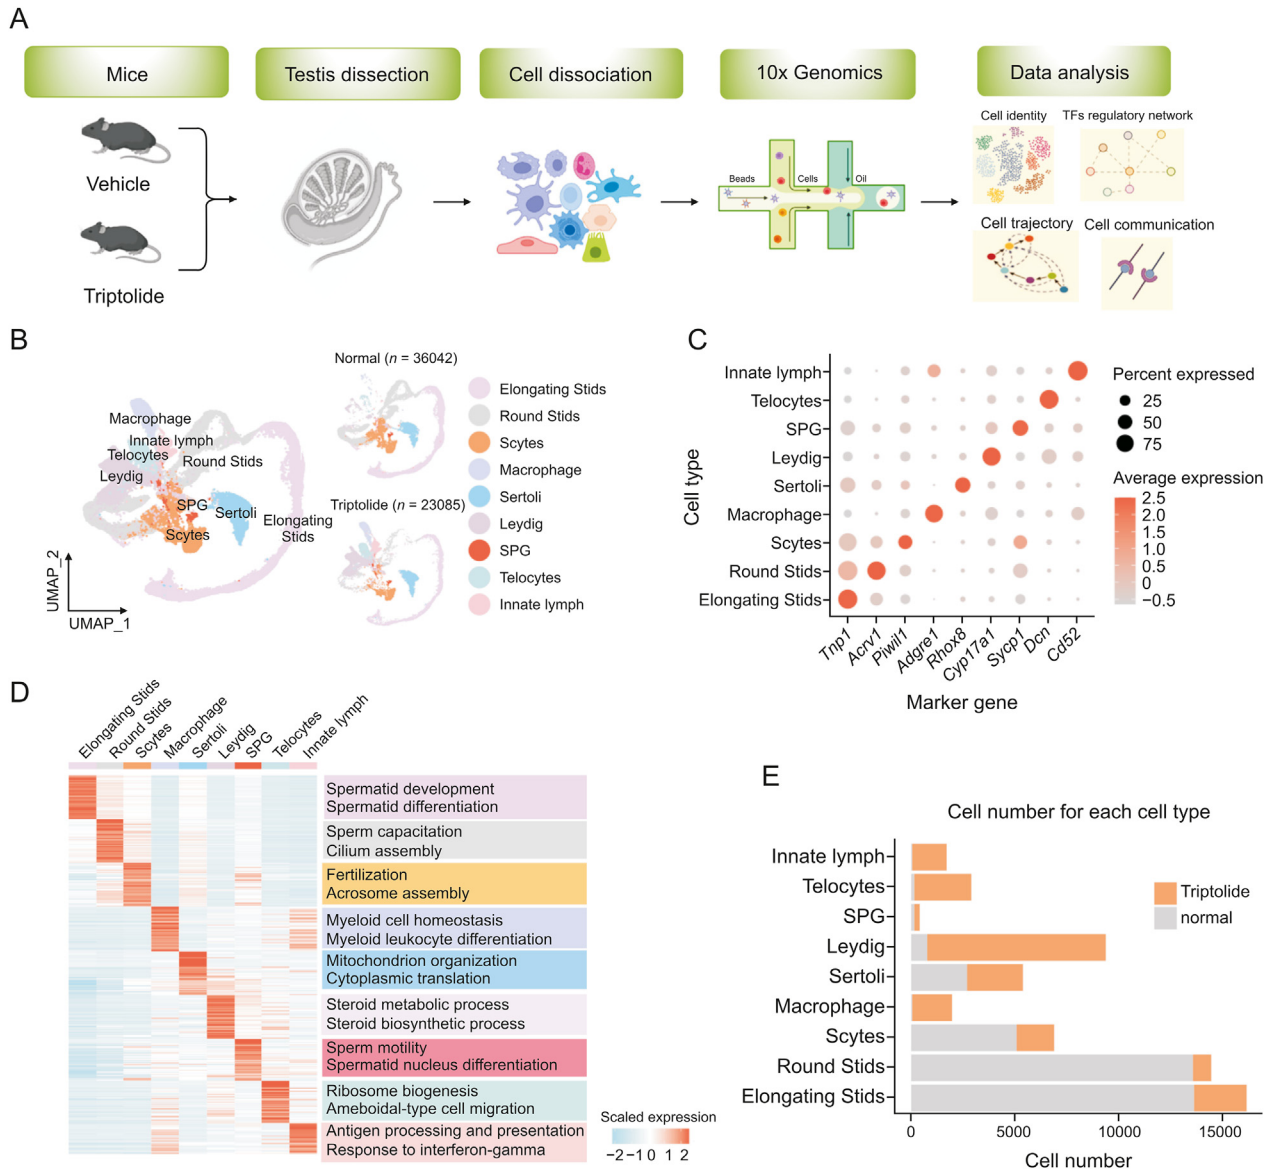 A
Mice
Testis dissection
Cell dissociation
10x Genomics
Data analysis
Vehicle
Triptolide
Beads
Cells
Oil
Cell identity
TFs regulatory network
Cell trajectory
Cell communication
B
Macrophage
Innate lymph
Telocytes
Round Stids
Leydig
SPG
Sertoli
Scytes
Elongating
Stids
UMAP_2
UMAP_1
Normal (n = 36042)
Triptolide (n = 23085)
Elongating Stids
Round Stids
Scytes
Macrophage
Sertoli
Leydig
SPG
Telocytes
Innate lymph
C
Cell type
Innate lymph
Telocytes
SPG
Leydig
Sertoli
Macrophage
Scytes
Round Stids
Elongating Stids
Tnp1
Acrv1
Piwil1
Adgre1
Rhox8
Cyp17a1
Sycp1
Dcn
Cd52
Marker gene
Percent expressed
25
50
75
Average expression
2.5
2.0
1.5
1.0
0.5
0
−0.5
D
Elongating Stids
Round Stids
Scytes
Macrophage
Sertoli
Leydig
SPG
Telocytes
Innate lymph
Spermatid development
Spermatid differentiation
Sperm capacitation
Cilium assembly
Fertilization
Acrosome assembly
Myeloid cell homeostasis
Myeloid leukocyte differentiation
Mitochondrion organization
Cytoplasmic translation
Steroid metabolic process
Steroid biosynthetic process
Sperm motility
Spermatid nucleus differentiation
Ribosome biogenesis
Ameboidal-type cell migration
Antigen processing and presentation
Response to interferon-gamma
Scaled expression
−2 −1 0 1 2
E
Cell number for each cell type
Innate lymph
Telocytes
SPG
Leydig
Sertoli
Macrophage
Scytes
Round Stids
Elongating Stids
Triptolide
normal
0 5000 10000 15000
Cell number